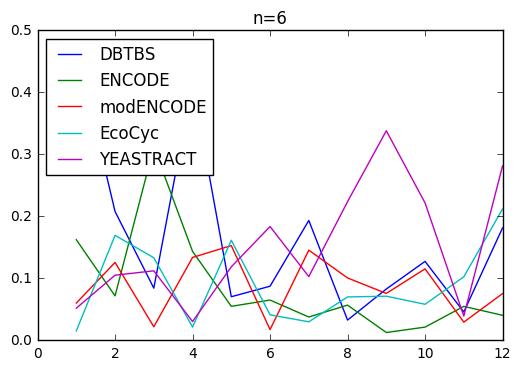 n=6
0.5
0.4
0.3
0.2
0.1
0.0
DBTBS
ENCODE
modENCODE
EcoCyc
YEASTRACT
0 2 4 6 8 10 12